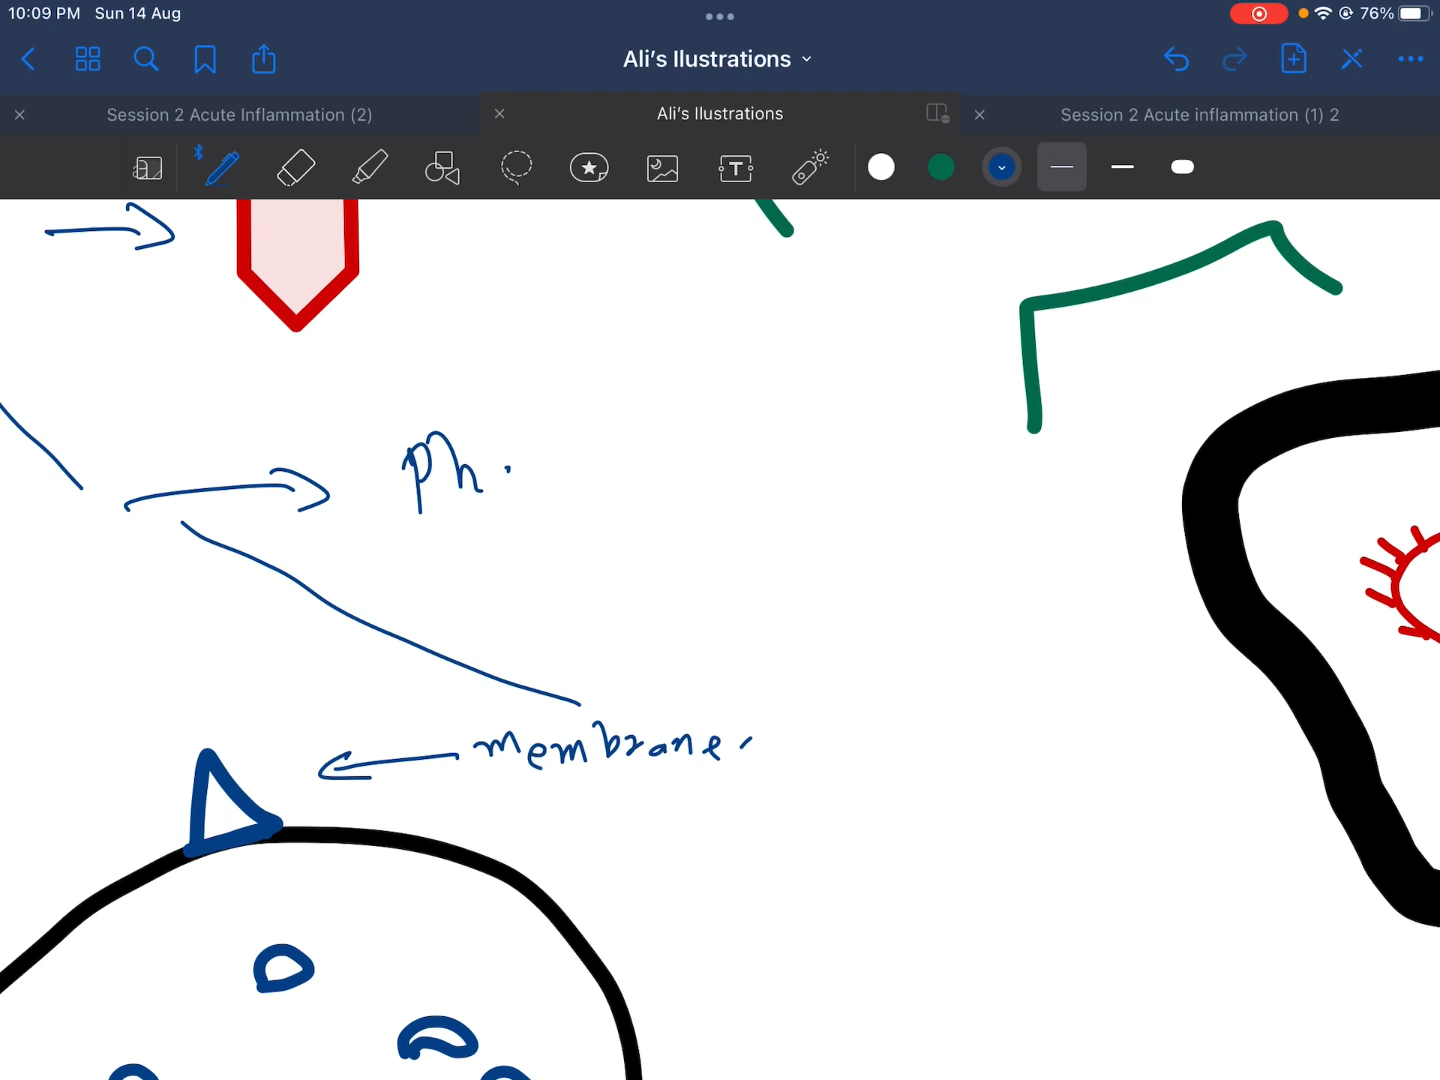 10:09 PM Sun 14 Aug
76%
Ali's Ilustrations
Session 2 Acute Inflammation (2)
Ali's Ilustrations
Session 2 Acute inflammation (1) 2
Ph.
membrane